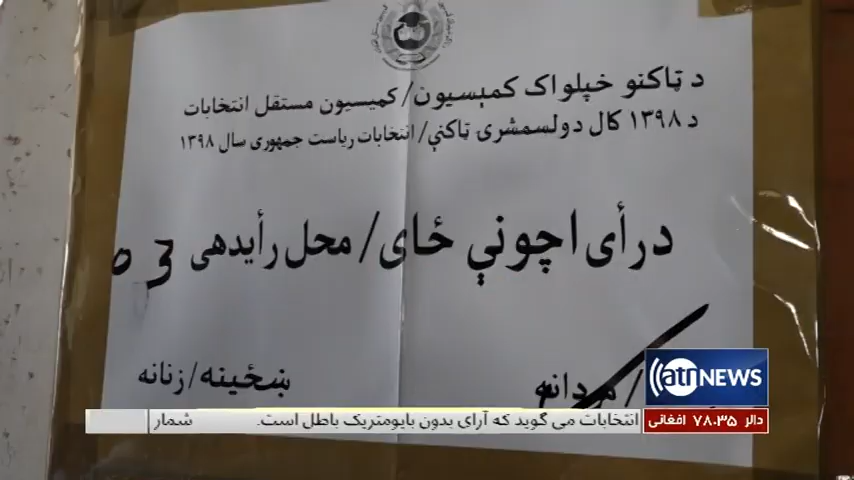 د ټاکنو خپلواک کمېسیون/کمیسیون مستقل انتخابات
د ۱۳۹۸ کال دولسمشرۍ ټاکنې/انتخابات ریاست جمهوری سال ۱۳۹۸
د رأی اچونې ځای/محل رأیدهی
03
/مردانه
ښځینه/زنانه
atn NEWS
دالر ۷۸.۳۵ افغانی
انتخابات می گوید که آرای بدون بایومتریک باطل است.
شمار